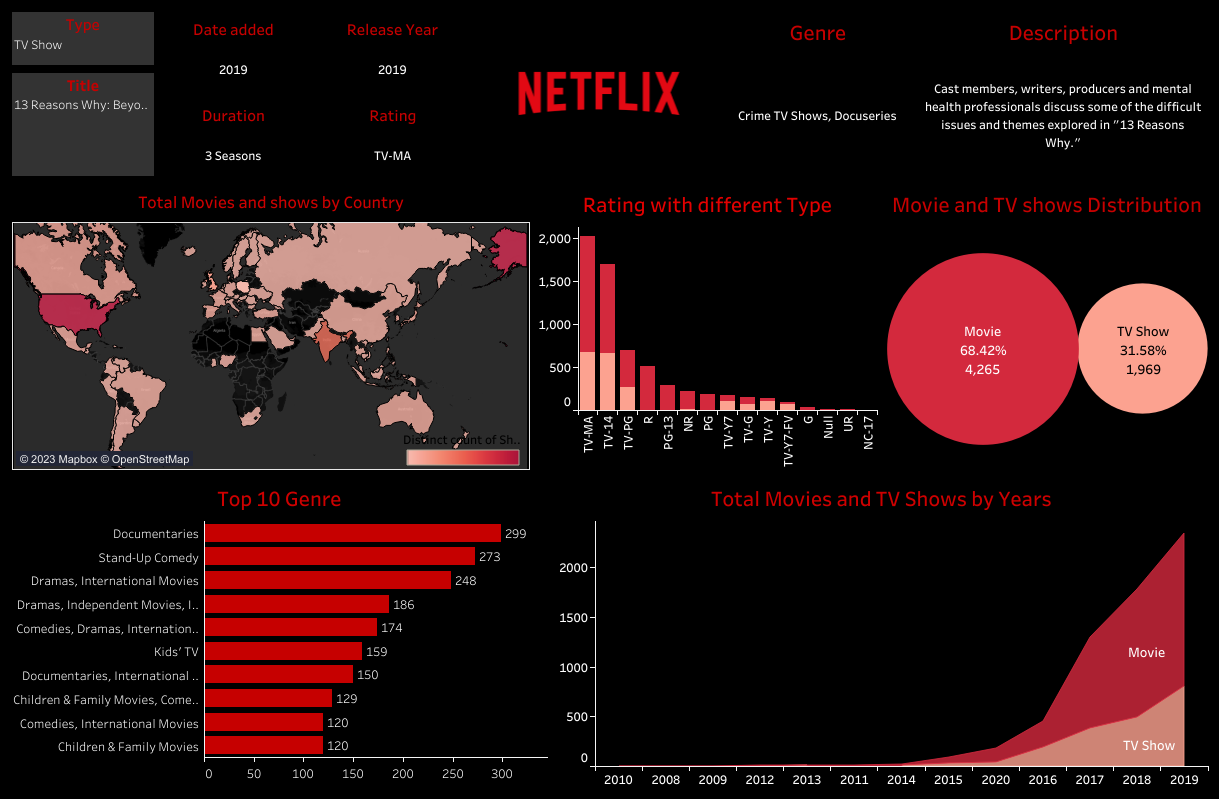 Type
TV Show
Title
13 Reasons Why: Beyo..
Date added
2019
Release Year
2019
Duration
3 Seasons
Rating
TV-MA
NETFLIX
Genre
Crime TV Shows, Docuseries
Description
Cast members, writers, producers and mental
health professionals discuss some of the difficult
issues and themes explored in "13 Reasons
Why."
Total Movies and shows by Country
Distinct count of Sh..
© 2023 Mapbox © OpenStreetMap
Rating with different Type
2,000
1,500
1,000
500
0
TV-MA
TV-14
TV-PG
R
PG-13
NR
PG
TV-Y7
TV-G
TV-Y
TV-Y7-FV
G
Null
UR
NC-17
Movie and TV shows Distribution
Movie
68.42%
4,265
TV Show
31.58%
1,969
Top 10 Genre
Documentaries
299
Stand-Up Comedy
273
Dramas, International Movies
248
Dramas, Independent Movies, I..
186
Comedies, Dramas, Internation..
174
Kids' TV
159
Documentaries, International ..
150
Children & Family Movies, Come..
129
Comedies, International Movies
120
Children & Family Movies
120
0 50 100 150 200 250 300
Total Movies and TV Shows by Years
2000
1500
1000
500
0
Movie
TV Show
2010 2008 2009 2012 2013 2011 2014 2015 2020 2016 2017 2018 2019